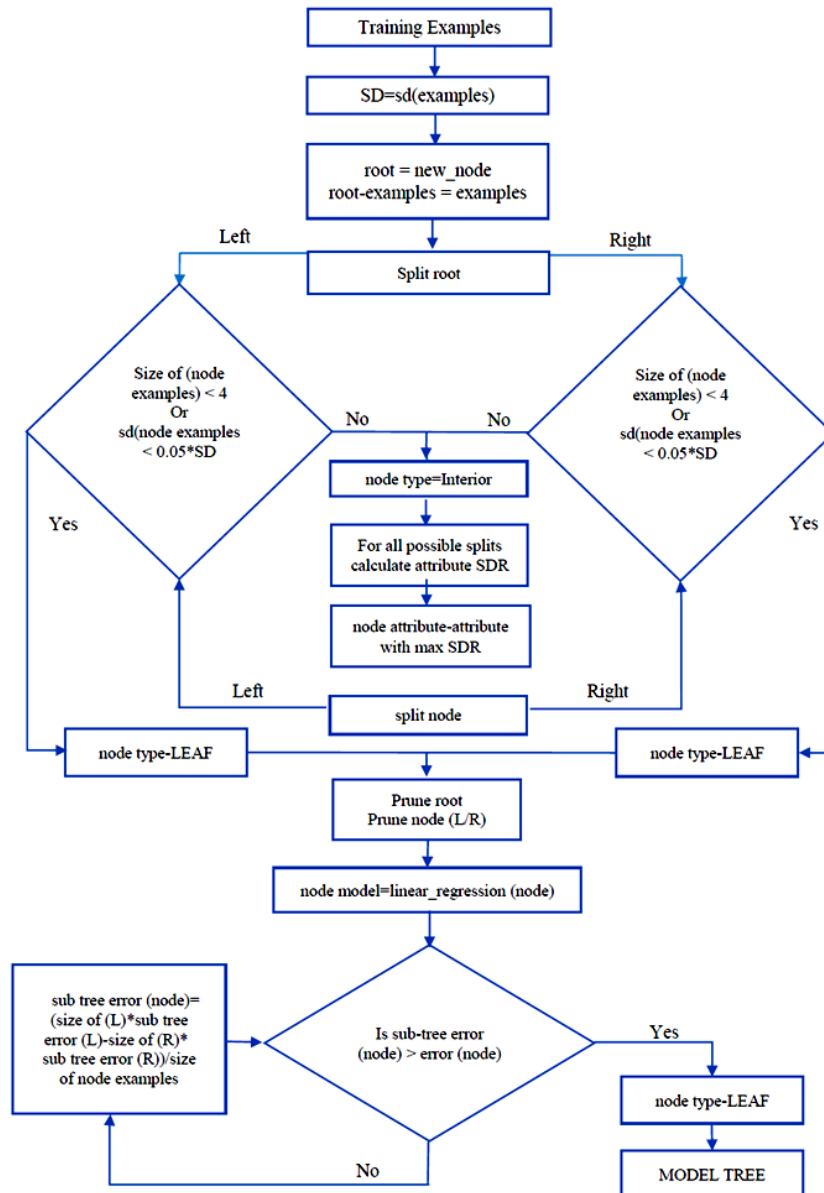 Training Examples
SD=sd(examples)
root = new_node
root-examples = examples
Left
Right
Split root
Size of (node
examples) < 4
Or
sd(node examples
< 0.05*SD
Size of (node
examples) < 4
Or
sd(node examples
< 0.05*SD
No
No
node type=Interior
Yes
Yes
For all possible splits
calculate attribute SDR
node attribute-attribute
with max SDR
Left
Right
split node
node type-LEAF
node type-LEAF
Prune root
Prune node (L/R)
node model=linear_regression (node)
sub tree error (node)=
(size of (L)*sub tree
error (L)-size of (R)*
sub tree error (R))/size
of node examples
Is sub-tree error
(node) > error (node)
Yes
node type-LEAF
No
MODEL TREE